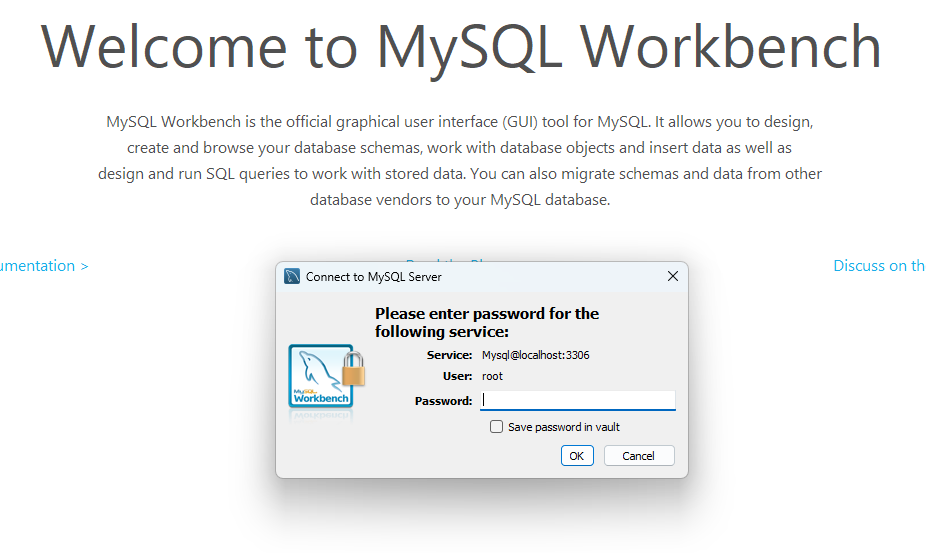 Welcome to MySQL Workbench
MySQL Workbench is the official graphical user interface (GUI) tool for MySQL. It allows you to design,
create and browse your database schemas, work with database objects and insert data as well as
design and run SQL queries to work with stored data. You can also migrate schemas and data from other
database vendors to your MySQL database.
umentation >
Discuss on th
Connect to MySQL Server
Please enter password for the
following service:
Service: Mysql@localhost:3306
User: root
Password:
MySQL
Workbench
Save password in vault
OK Cancel